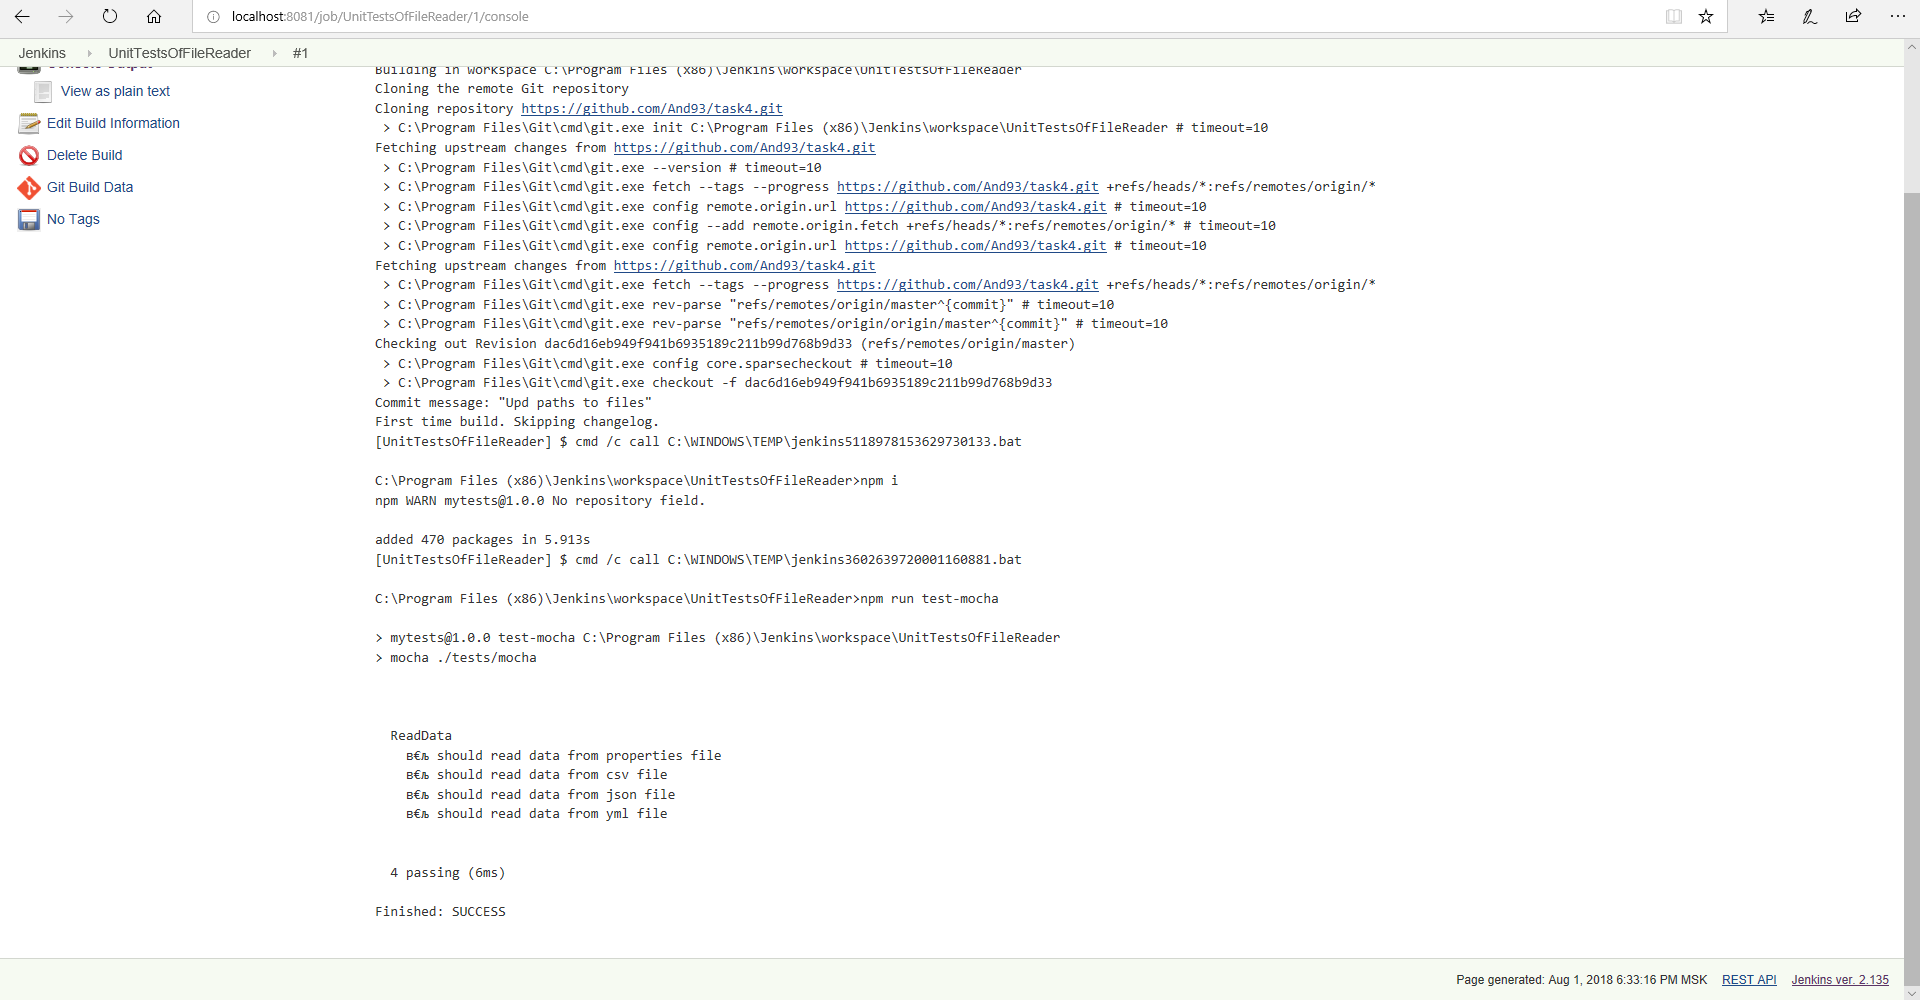 localhost:8081/job/UnitTestsOfFileReader/1/console
Jenkins UnitTestsOfFileReader #1
Console Output
View as plain text
Edit Build Information
Delete Build
Git Build Data
No Tags
Building in workspace C:\Program Files (x86)\Jenkins\workspace\UnitTestsOfFileReader
Cloning the remote Git repository
Cloning repository https://github.com/And93/task4.git
> C:\Program Files\Git\cmd\git.exe init C:\Program Files (x86)\Jenkins\workspace\UnitTestsOfFileReader # timeout=10
Fetching upstream changes from https://github.com/And93/task4.git
> C:\Program Files\Git\cmd\git.exe --version # timeout=10
> C:\Program Files\Git\cmd\git.exe fetch --tags --progress https://github.com/And93/task4.git +refs/heads/*:refs/remotes/origin/*
> C:\Program Files\Git\cmd\git.exe config remote.origin.url https://github.com/And93/task4.git # timeout=10
> C:\Program Files\Git\cmd\git.exe config --add remote.origin.fetch +refs/heads/*:refs/remotes/origin/* # timeout=10
> C:\Program Files\Git\cmd\git.exe config remote.origin.url https://github.com/And93/task4.git # timeout=10
Fetching upstream changes from https://github.com/And93/task4.git
> C:\Program Files\Git\cmd\git.exe fetch --tags --progress https://github.com/And93/task4.git +refs/heads/*:refs/remotes/origin/*
> C:\Program Files\Git\cmd\git.exe rev-parse "refs/remotes/origin/master^{commit}" # timeout=10
> C:\Program Files\Git\cmd\git.exe rev-parse "refs/remotes/origin/origin/master^{commit}" # timeout=10
Checking out Revision dac6d16eb949f941b6935189c211b99d768b9d33 (refs/remotes/origin/master)
> C:\Program Files\Git\cmd\git.exe config core.sparsecheckout # timeout=10
> C:\Program Files\Git\cmd\git.exe checkout -f dac6d16eb949f941b6935189c211b99d768b9d33
Commit message: "Upd paths to files"
First time build. Skipping changelog.
[UnitTestsOfFileReader] $ cmd /c call C:\WINDOWS\TEMP\jenkins5118978153629730133.bat
C:\Program Files (x86)\Jenkins\workspace\UnitTestsOfFileReader>npm i
npm WARN mytests@1.0.0 No repository field.
added 470 packages in 5.913s
[UnitTestsOfFileReader] $ cmd /c call C:\WINDOWS\TEMP\jenkins3602639720001160881.bat
C:\Program Files (x86)\Jenkins\workspace\UnitTestsOfFileReader>npm run test-mocha
> mytests@1.0.0 test-mocha C:\Program Files (x86)\Jenkins\workspace\UnitTestsOfFileReader
> mocha ./tests/mocha
ReadData
в€љ should read data from properties file
в€љ should read data from csv file
в€љ should read data from json file
в€љ should read data from yml file
4 passing (6ms)
Finished: SUCCESS
Page generated: Aug 1, 2018 6:33:16 PM MSK REST API Jenkins ver. 2.135